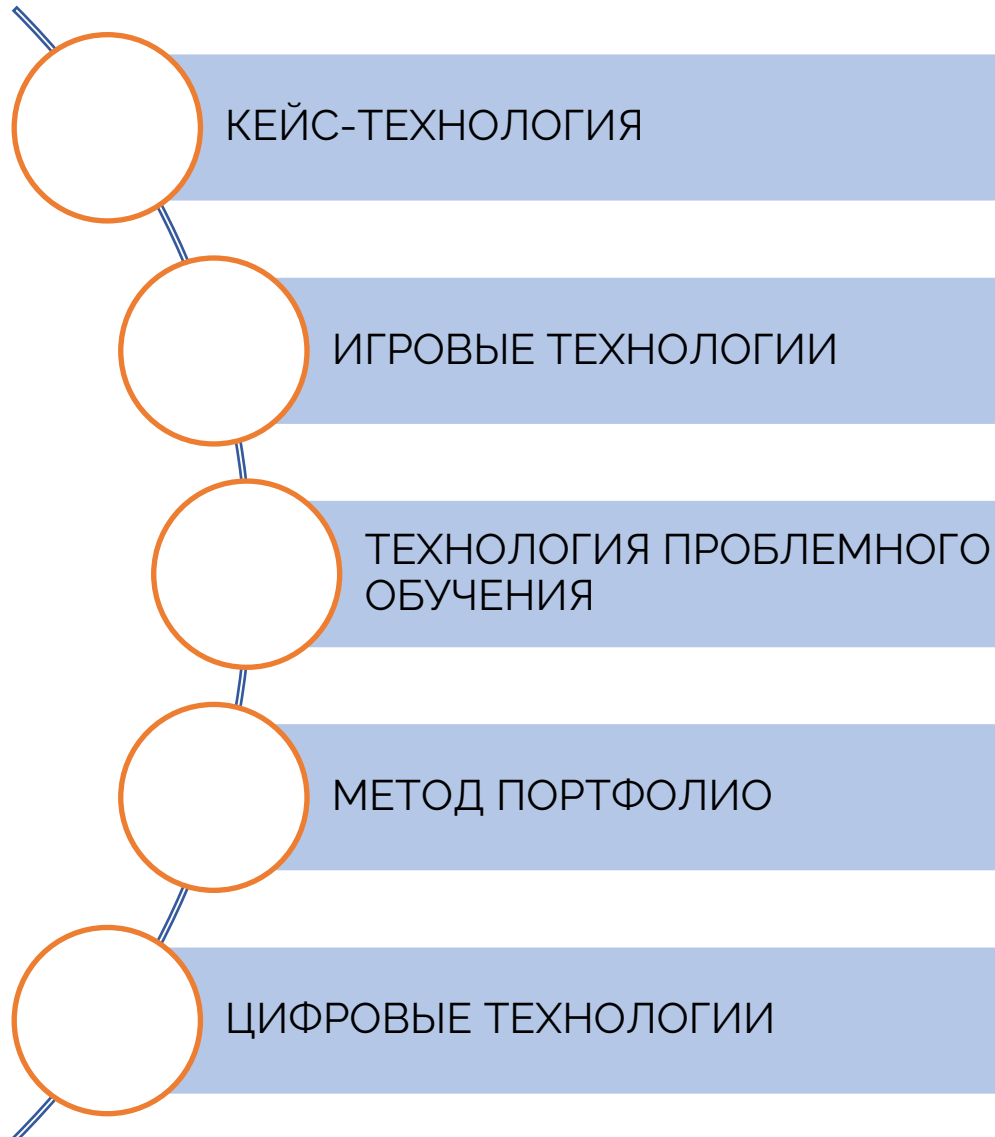 КЕЙС-ТЕХНОЛОГИЯ
ИГРОВЫЕ ТЕХНОЛОГИИ
ТЕХНОЛОГИЯ ПРОБЛЕМНОГО
ОБУЧЕНИЯ
МЕТОД ПОРТФОЛИО
ЦИФРОВЫЕ ТЕХНОЛОГИИ